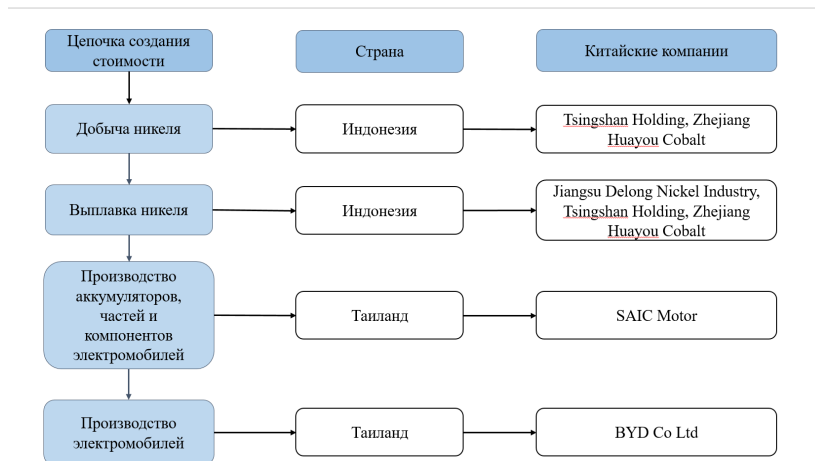 Цепочка создания
стоимости
Страна
Китайские компании
Добыча никеля
Индонезия
Tsingshan Holding, Zhejiang
Huayou Cobalt
Выплавка никеля
Индонезия
Jiangsu Delong Nickel Industry,
Tsingshan Holding, Zhejiang
Huayou Cobalt
Производство
аккумуляторов,
частей и
компонентов
электромобилей
Таиланд
SAIC Motor
Производство
электромобилей
Таиланд
BYD Co Ltd